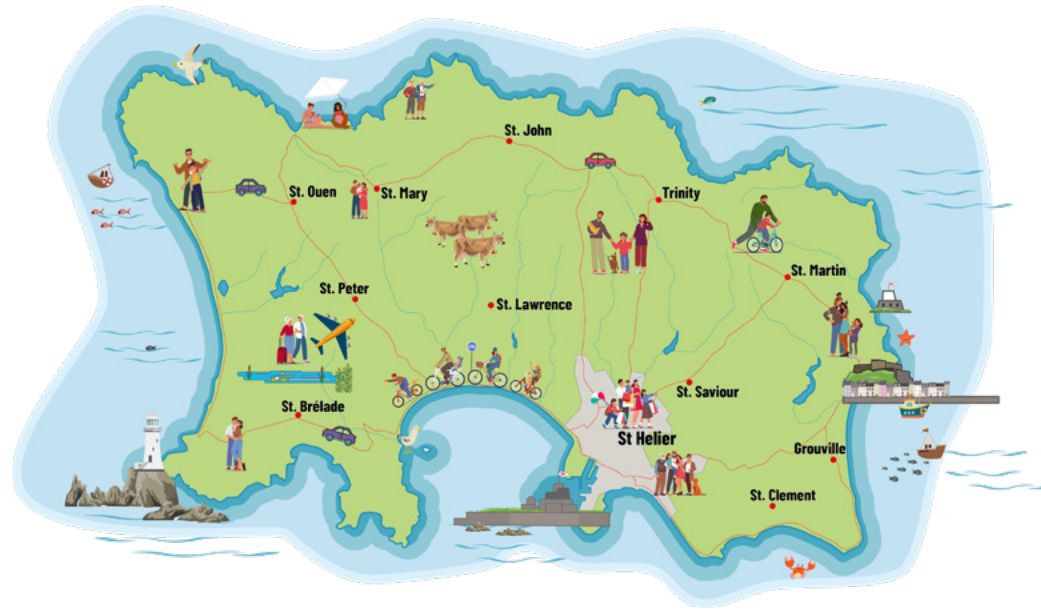 St. John
St. Ouen
St. Mary
Trinity
St. Martin
St. Peter
St. Lawrence
St. Saviour
St. Brélade
St Helier
Grouville
St. Clement